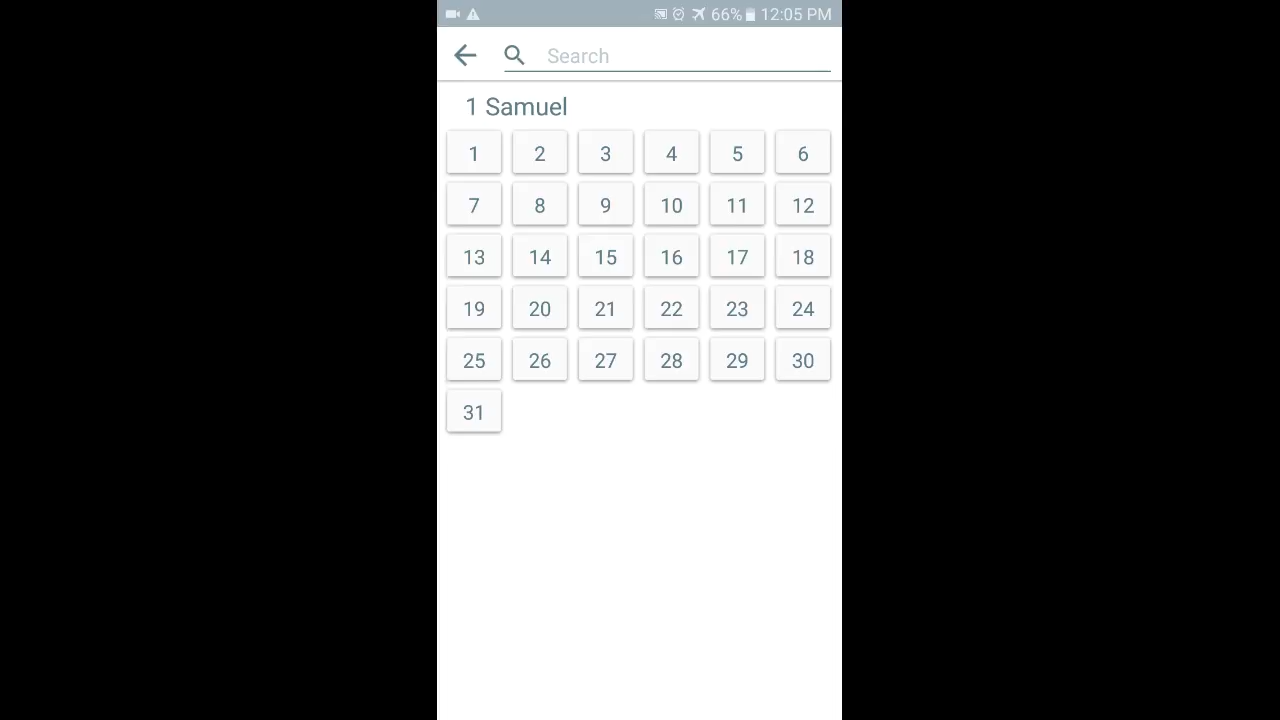 66% 12:05 PM
Search
1 Samuel
1 2 3 4 5 6
7 8 9 10 11 12
13 14 15 16 17 18
19 20 21 22 23 24
25 26 27 28 29 30
31